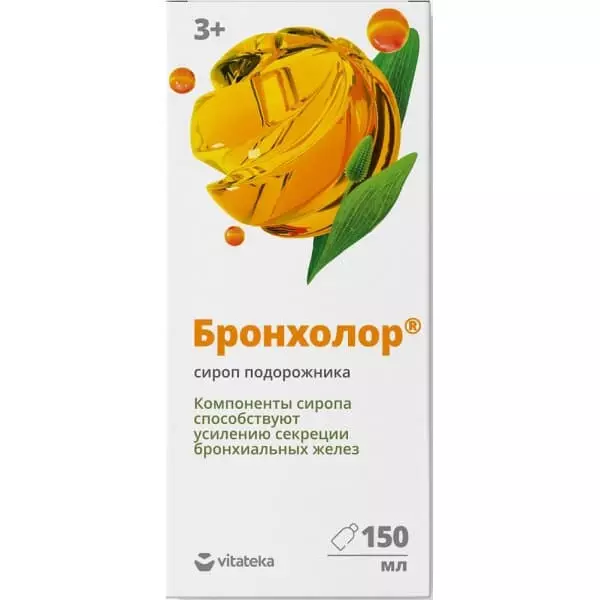 3+
Бронхолор®
сироп подорожника
Компоненты сиропа
способствуют
усилению секреции
бронхиальных желез
150
мл
vitateka